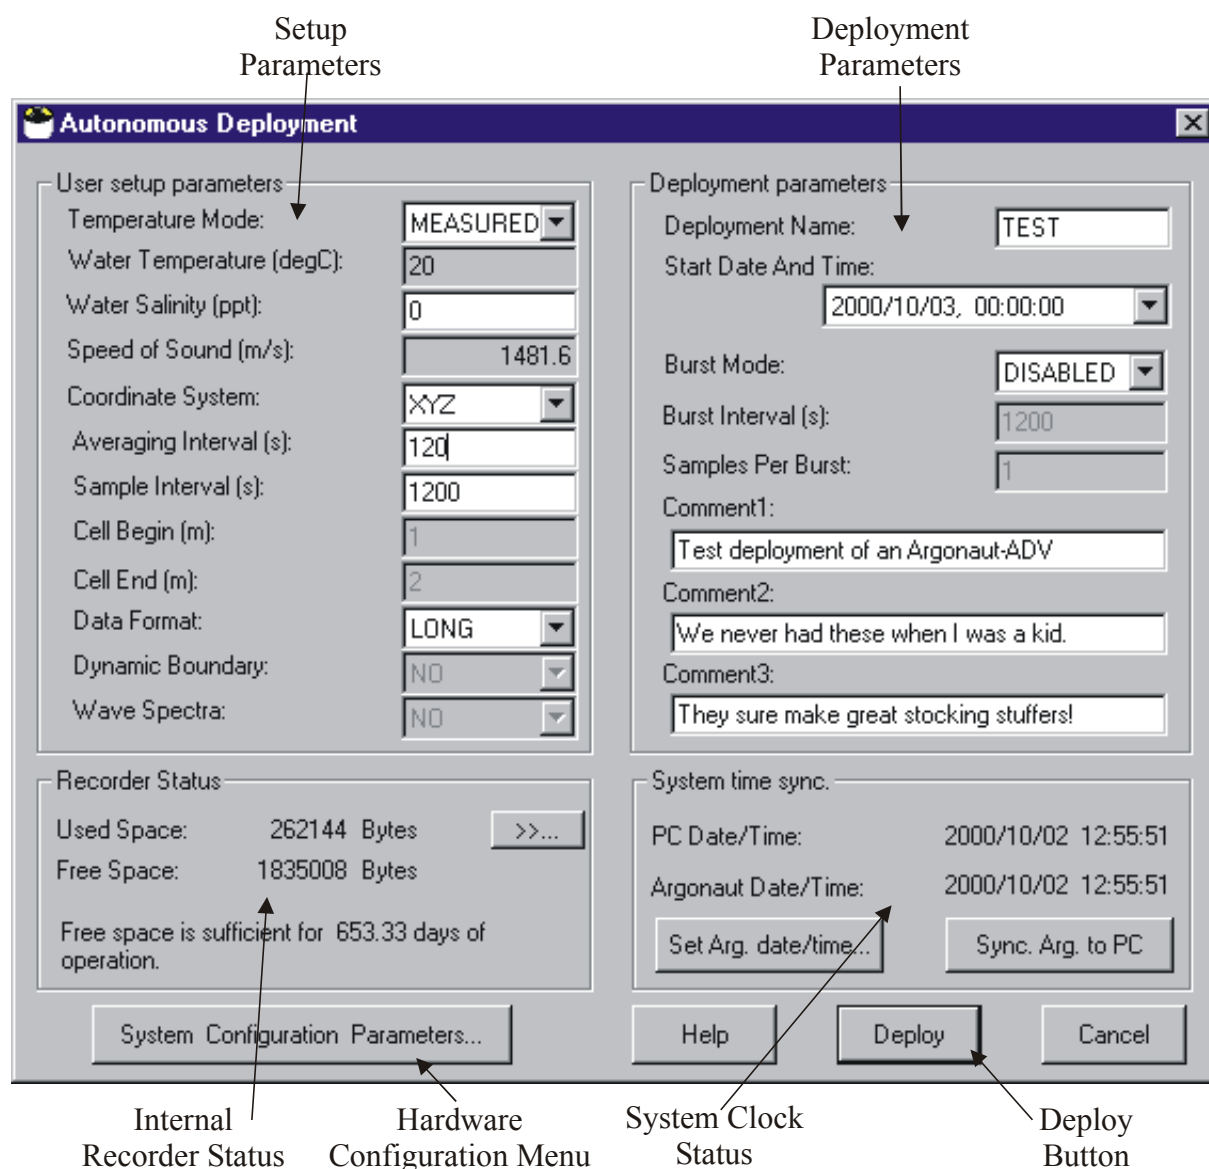 Setup
Parameters
Deployment
Parameters
Autonomous Deployment
User setup parameters
Temperature Mode: MEASURED
Water Temperature (degC): 20
Water Salinity (ppt): 0
Speed of Sound (m/s): 1481.6
Coordinate System: XYZ
Averaging Interval (s): 120
Sample Interval (s): 1200
Cell Begin (m): 1
Cell End (m): 2
Data Format: LONG
Dynamic Boundary: NO
Wave Spectra: NO
Deployment parameters
Deployment Name: TEST
Start Date And Time:
2000/10/03, 00:00:00
Burst Mode: DISABLED
Burst Interval (s): 1200
Samples Per Burst: 1
Comment1:
Test deployment of an Argonaut-ADV
Comment2:
We never had these when I was a kid.
Comment3:
They sure make great stocking stuffers!
Recorder Status
Used Space: 262144 Bytes >>...
Free Space: 1835008 Bytes
Free space is sufficient for 653.33 days of
operation.
System time sync.
PC Date/Time: 2000/10/02 12:55:51
Argonaut Date/Time: 2000/10/02 12:55:51
Set Arg. date/time... Sync. Arg. to PC
System Configuration Parameters... Help Deploy Cancel
Internal
Recorder Status
Hardware
Configuration Menu
System Clock
Status
Deploy
Button